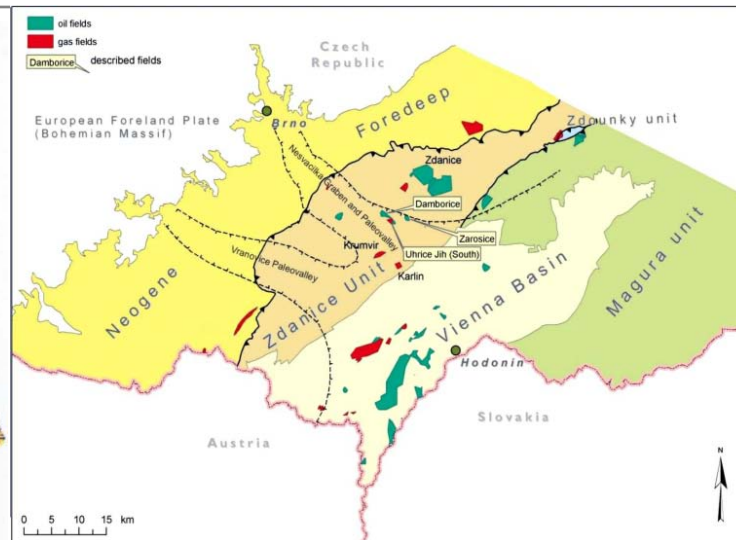 oil fields
gas fields
Damborice described fields
Czech
Republic
European Foreland Plate
(Bohemian Massif)
Brno
Foredeep
Zdounky unit
Zdanice
Nesvacilka Graben and Paleovalley
Damborice
Zarosice
Uhrice Jih (South)
Krumvir
Karlin
Vranovice Paleovalley
Neogene
Zdanice Unit
Vienna Basin
Magura unit
Hodonin
Slovakia
Austria
N
0 5 10 15 km